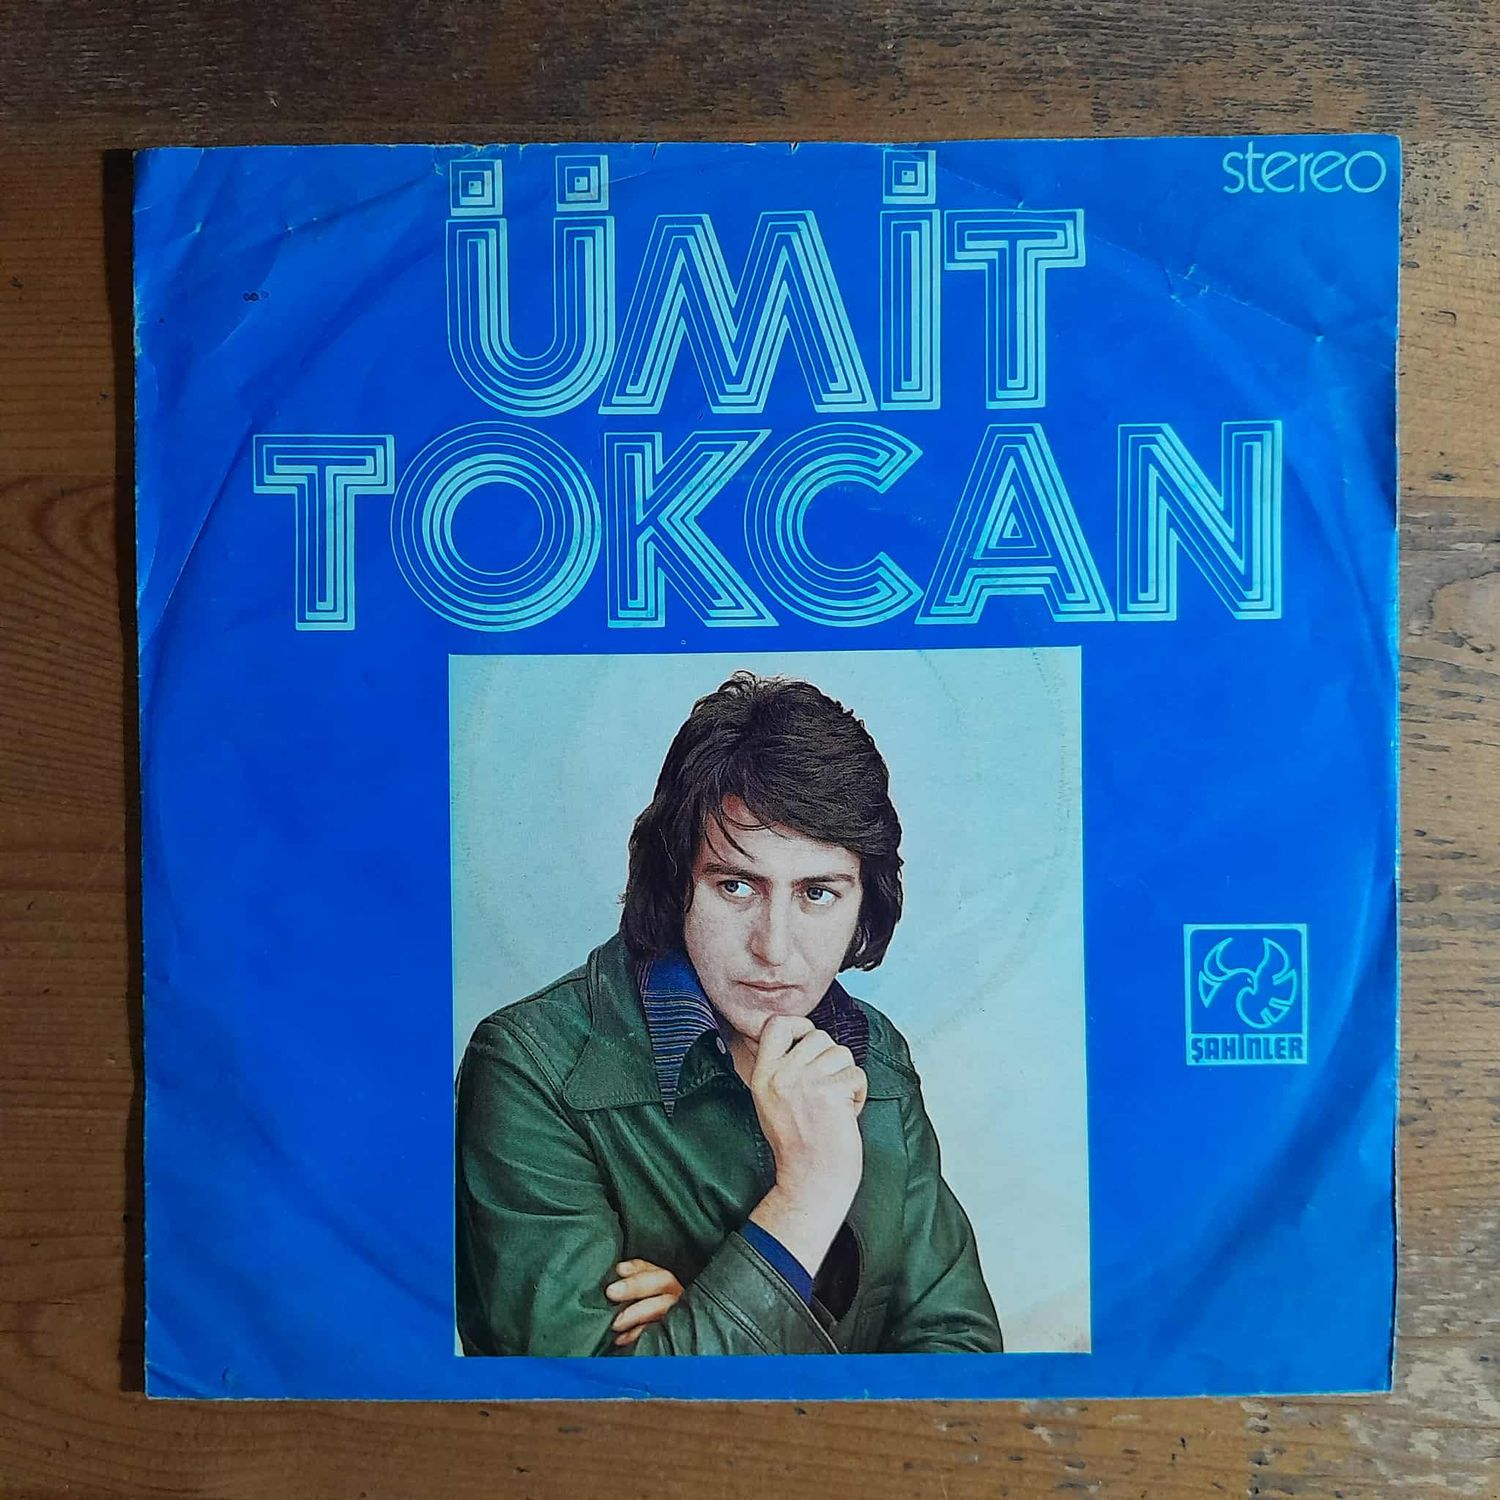 stereo
ÜMİT
TOKCAN
ŞAHİNLER